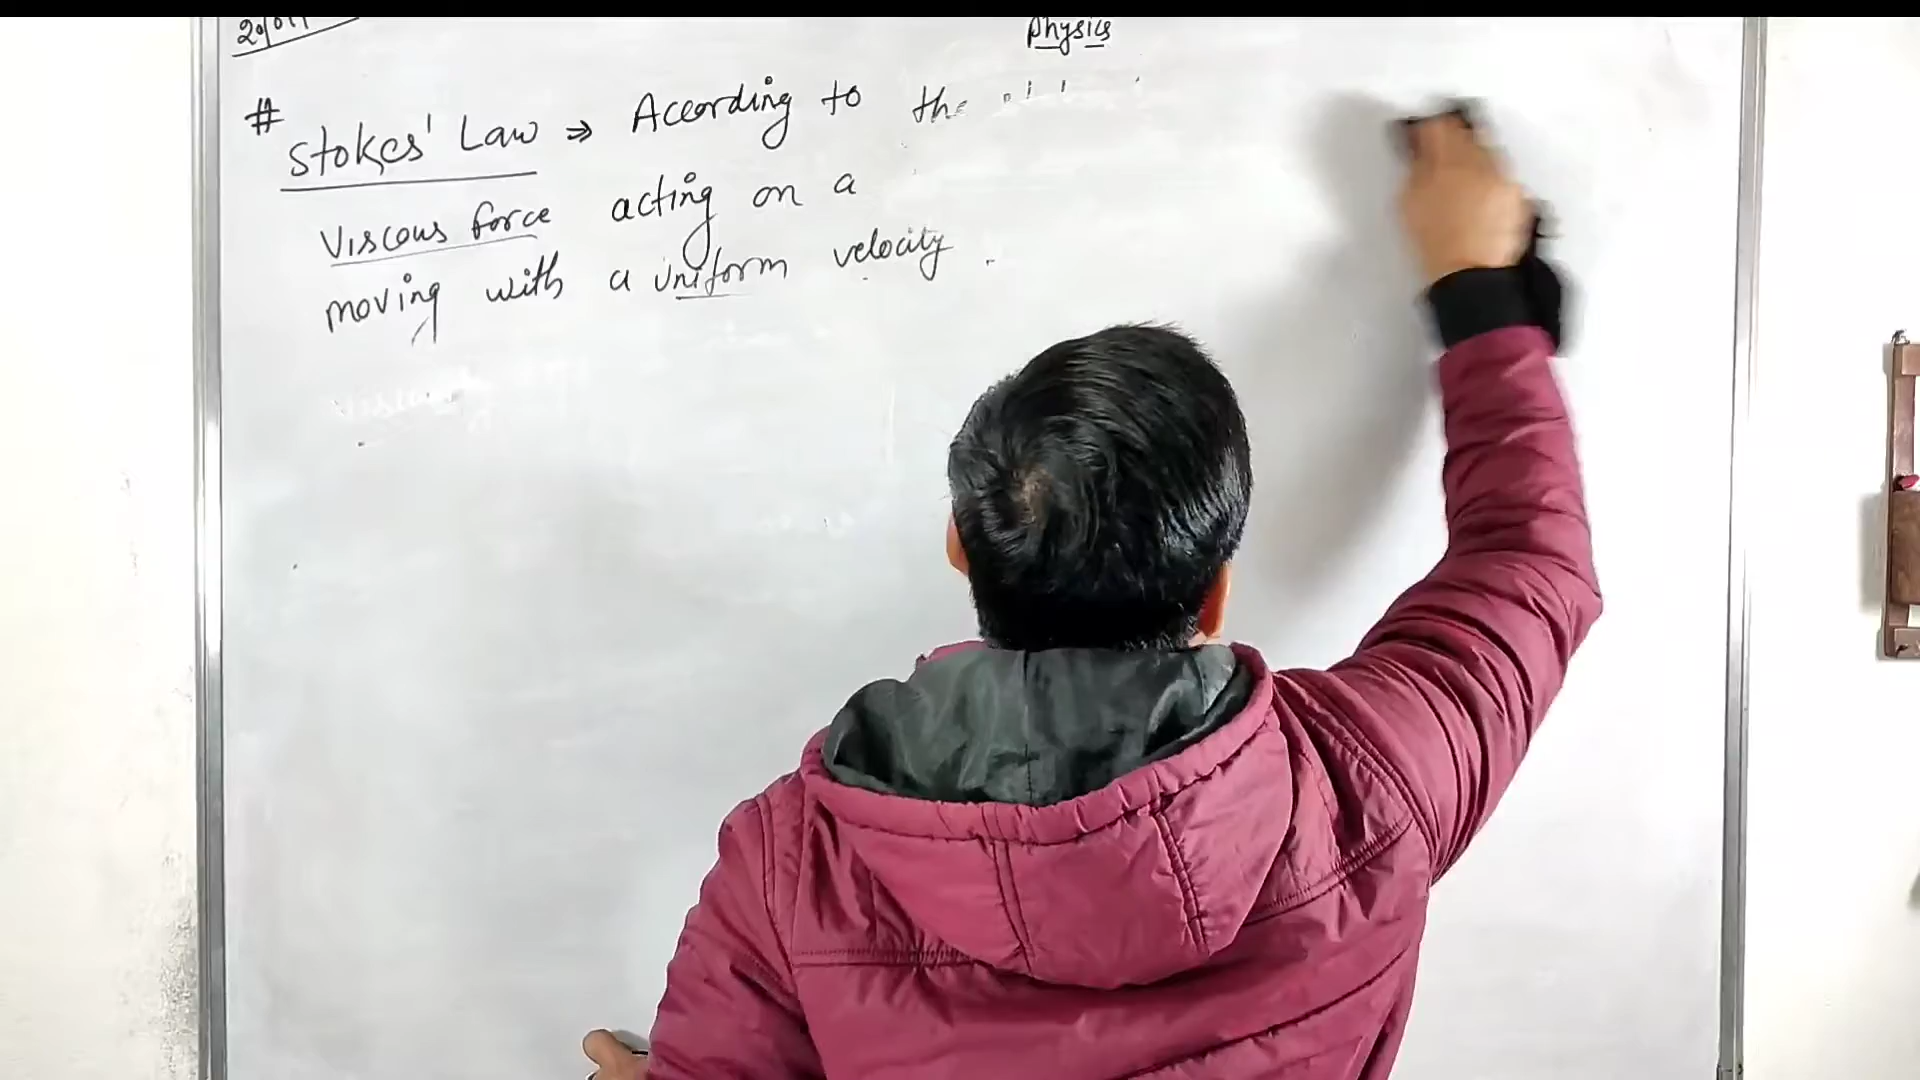 Physics
# Stokes' Law ⇒ According to the
Viscous force acting on a
moving with a uniform velocity